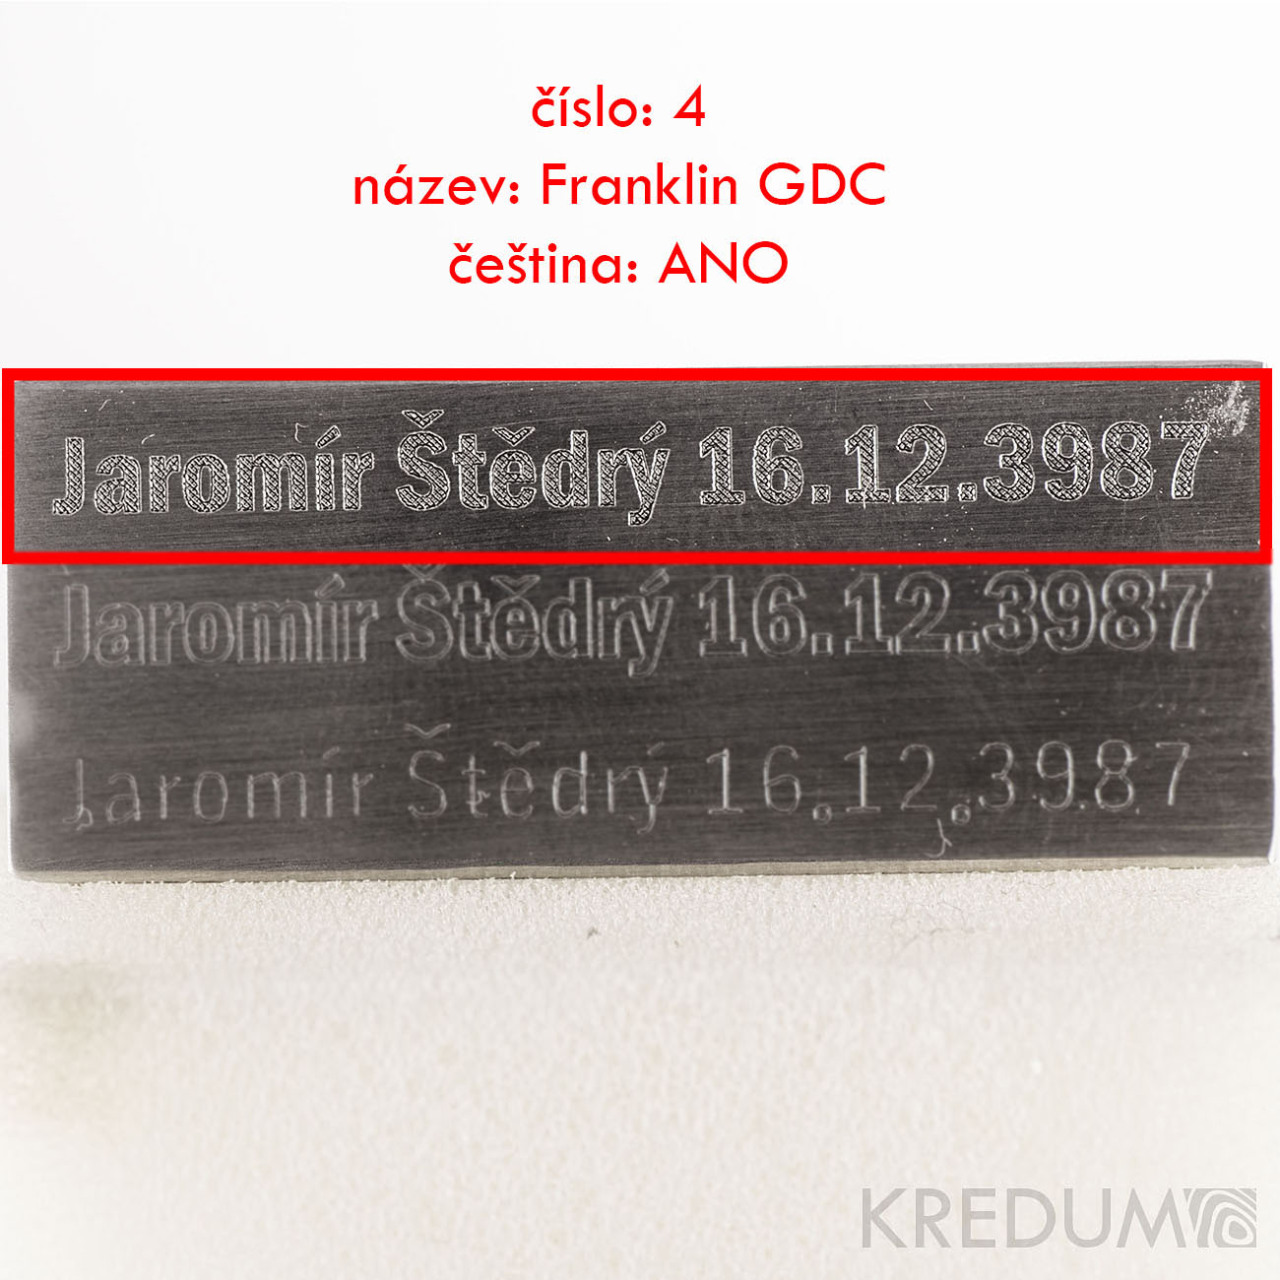 číslo: 4
název: Franklin GDC
čeština: ANO
Jaromír Štědrý 16.12.3987
Jaromír Štědrý 16.12.3987
Jaromír Štědrý 16.12.3987
KREDUM